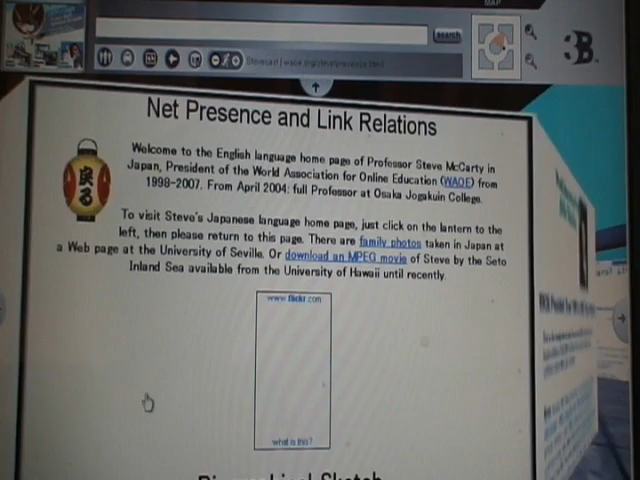 MAP
search
Net Presence and Link Relations
Welcome to the English language home page of Professor Steve McCarty in
Japan, President of the World Association for Online Education (WAOE) from
1998-2007. From April 2004: full Professor at Osaka Jogakuin College.
戻る
To visit Steve's Japanese language home page, just click on the lantern to the
left, then please return to this page. There are family photos taken in Japan at
a Web page at the University of Seville. Or download an MPEG movie of Steve by the Seto
Inland Sea available from the University of Hawaii until recently.
www.flickr.com
what is this?
Biographical Sketch